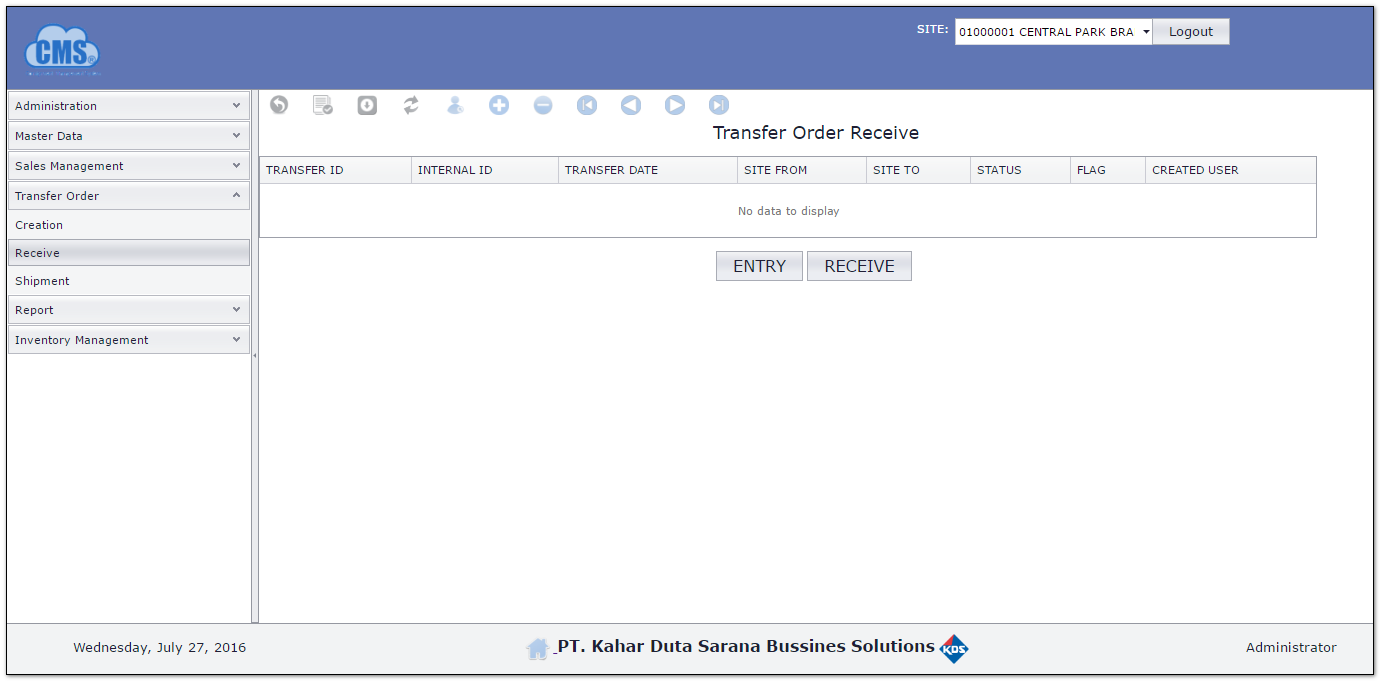 CMS®
SITE: 01000001 CENTRAL PARK BRA Logout
Administration
Master Data
Sales Management
Transfer Order
Creation
Receive
Shipment
Report
Inventory Management
Transfer Order Receive
TRANSFER ID INTERNAL ID TRANSFER DATE SITE FROM SITE TO STATUS FLAG CREATED USER
No data to display
ENTRY RECEIVE
Wednesday, July 27, 2016 PT. Kahar Duta Sarana Bussines Solutions KDS Administrator